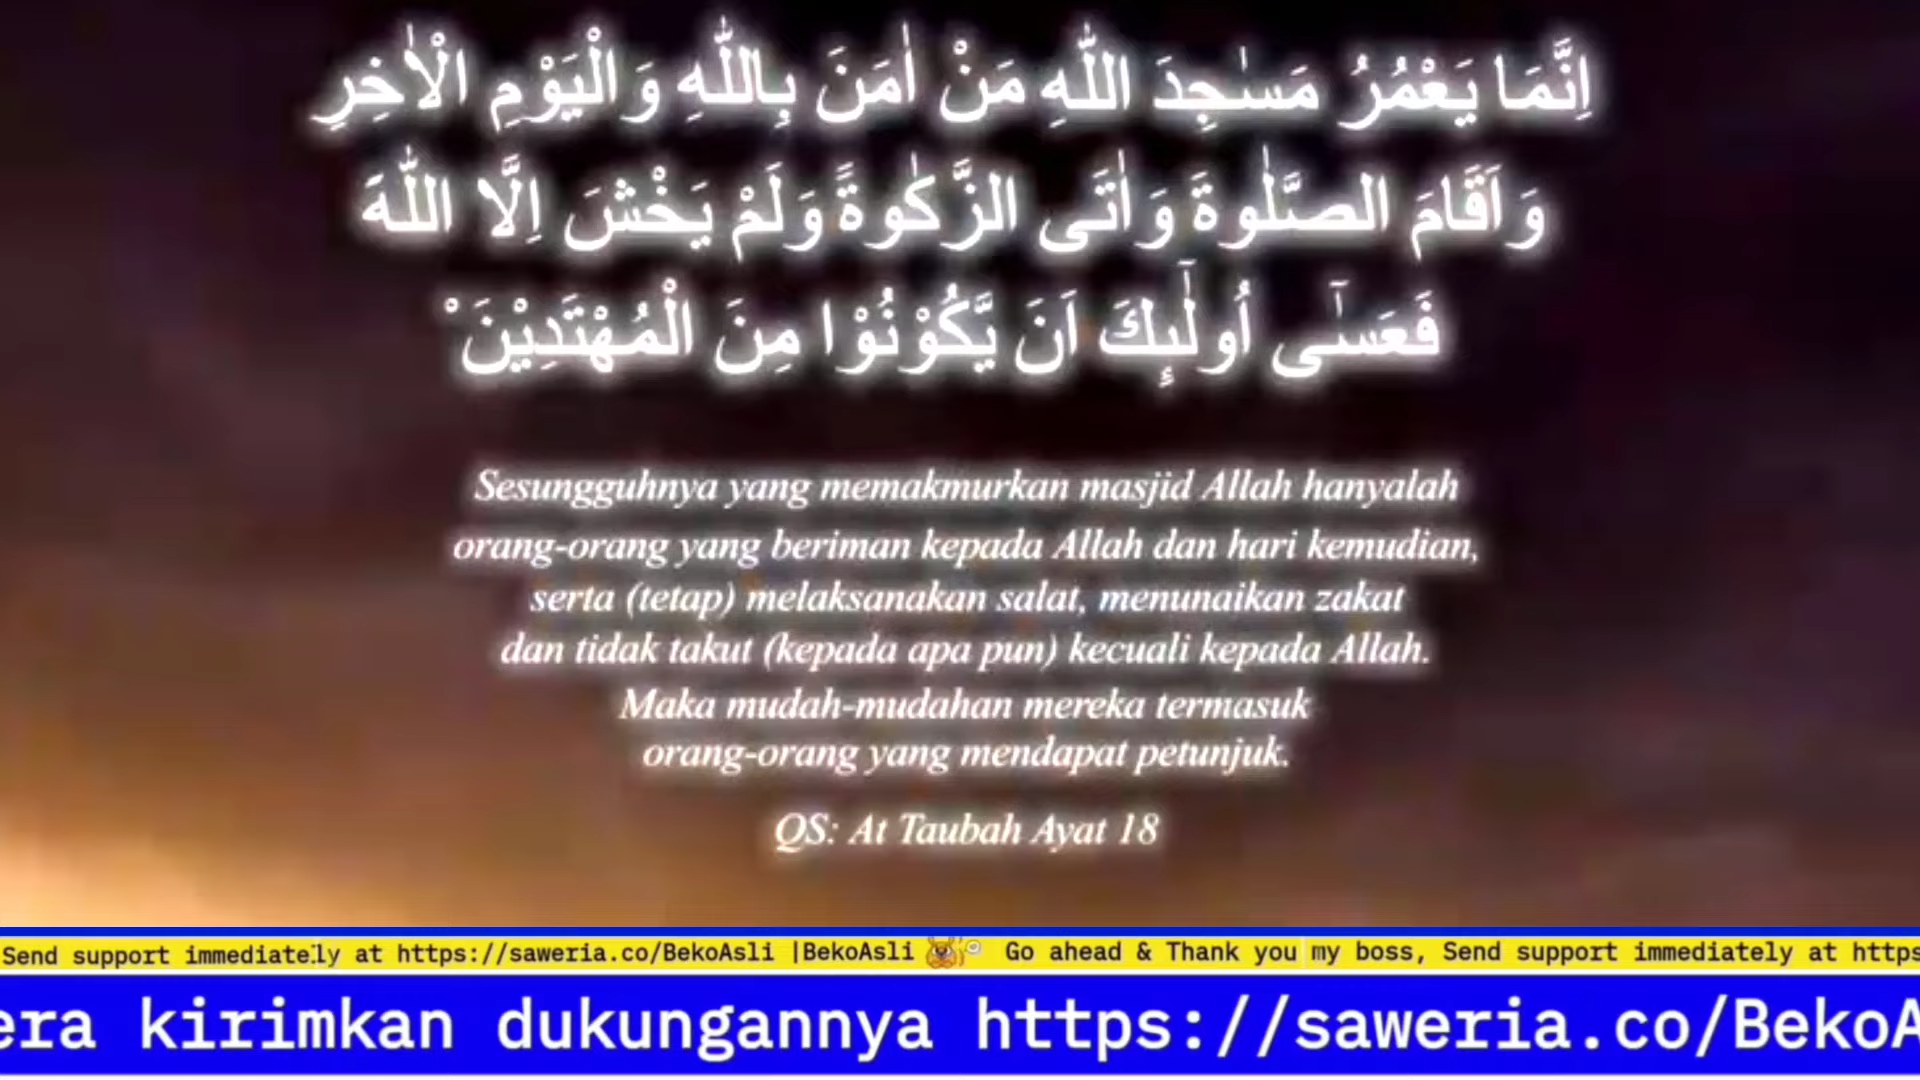 اِنَّمَا يَعْمُرُ مَسٰجِدَ اللّٰهِ مَنْ اٰمَنَ بِاللّٰهِ وَالْيَوْمِ الْاٰخِرِ
وَاَقَامَ الصَّلٰوةَ وَاٰتَى الزَّكٰوةَ وَلَمْ يَخْشَ اِلَّا اللّٰهَ
فَعَسٰٓى اُولٰۤىِٕكَ اَنَ يَّكُوْنُوْا مِنَ الْمُهْتَدِيْنَ ْ
Sesungguhnya yang memakmurkan masjid Allah hanyalah
orang-orang yang beriman kepada Allah dan hari kemudian,
serta (tetap) melaksanakan salat, menunaikan zakat
dan tidak takut (kepada apa pun) kecuali kepada Allah.
Maka mudah-mudahan mereka termasuk
orang-orang yang mendapat petunjuk.
QS: At Taubah Ayat 18
Send support immediately at https://saweria.co/BekoAsli |BekoAsli Go ahead & Thank you my boss, Send support immediately at https
era kirimkan dukungannya https://saweria.co/BekoA